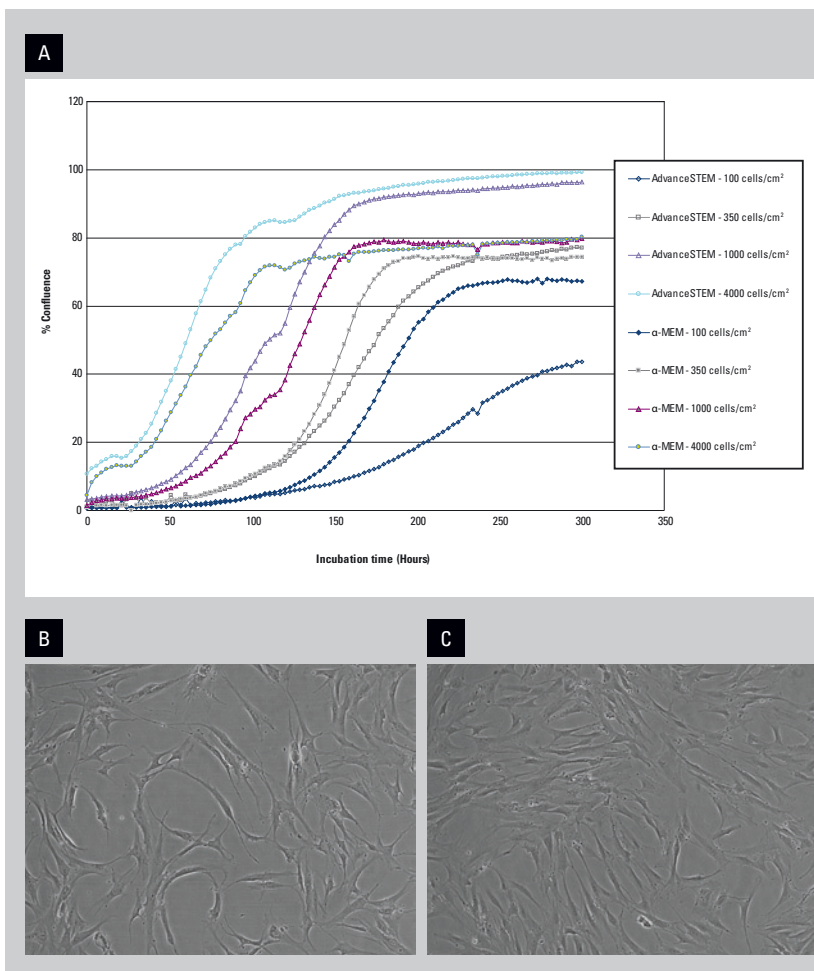 A
120
100
80
60
40
20
0
% Confluence
0 50 100 150 200 250 300 350
Incubation time (Hours)
AdvanceSTEM - 100 cells/cm²
AdvanceSTEM - 350 cells/cm²
AdvanceSTEM - 1000 cells/cm²
AdvanceSTEM - 4000 cells/cm²
α-MEM - 100 cells/cm²
α-MEM - 350 cells/cm²
α-MEM - 1000 cells/cm²
α-MEM - 4000 cells/cm²
B
C